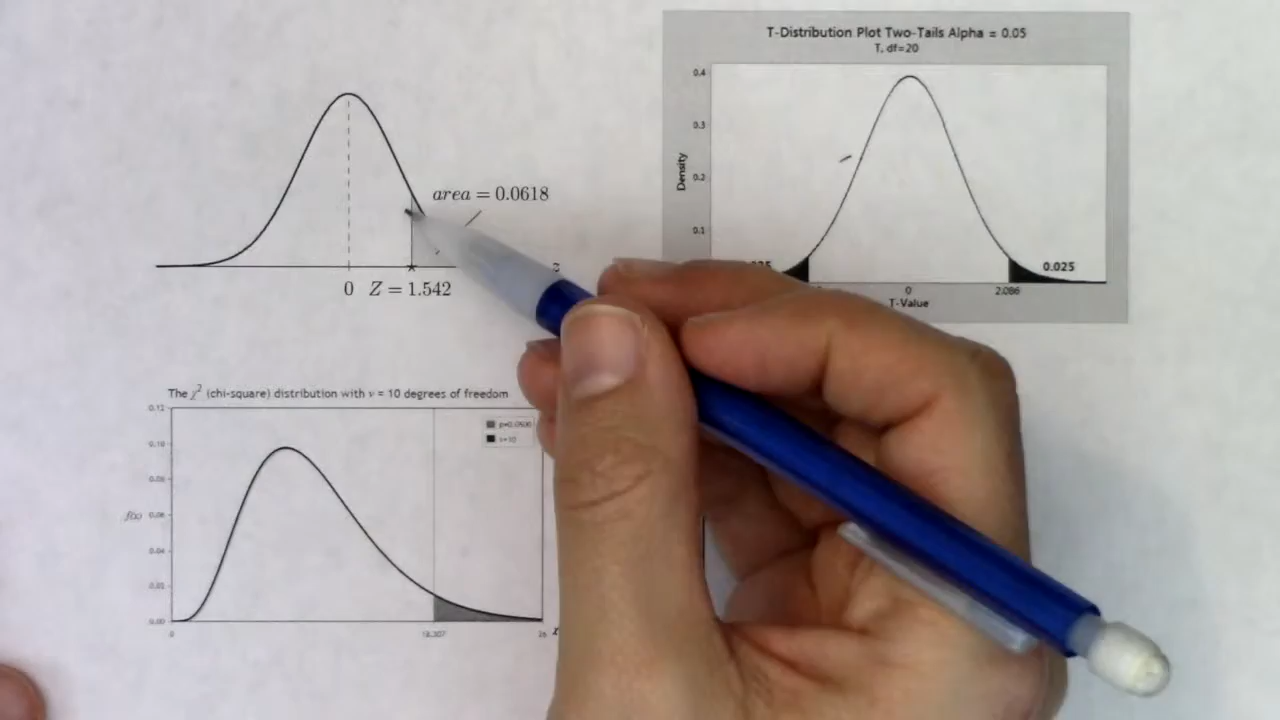 area = 0.0618
z
0 Z = 1.542
T-Distribution Plot Two-Tails Alpha = 0.05
T, df=20
Density
0.4
0.3
0.2
0.1
0.025
0
2.086
T-Value
The χ² (chi-square) distribution with ν = 10 degrees of freedom
0.12
0.10
0.08
0.06
0.04
0.02
0.00
f(x)
ν=10
0
18.307
x